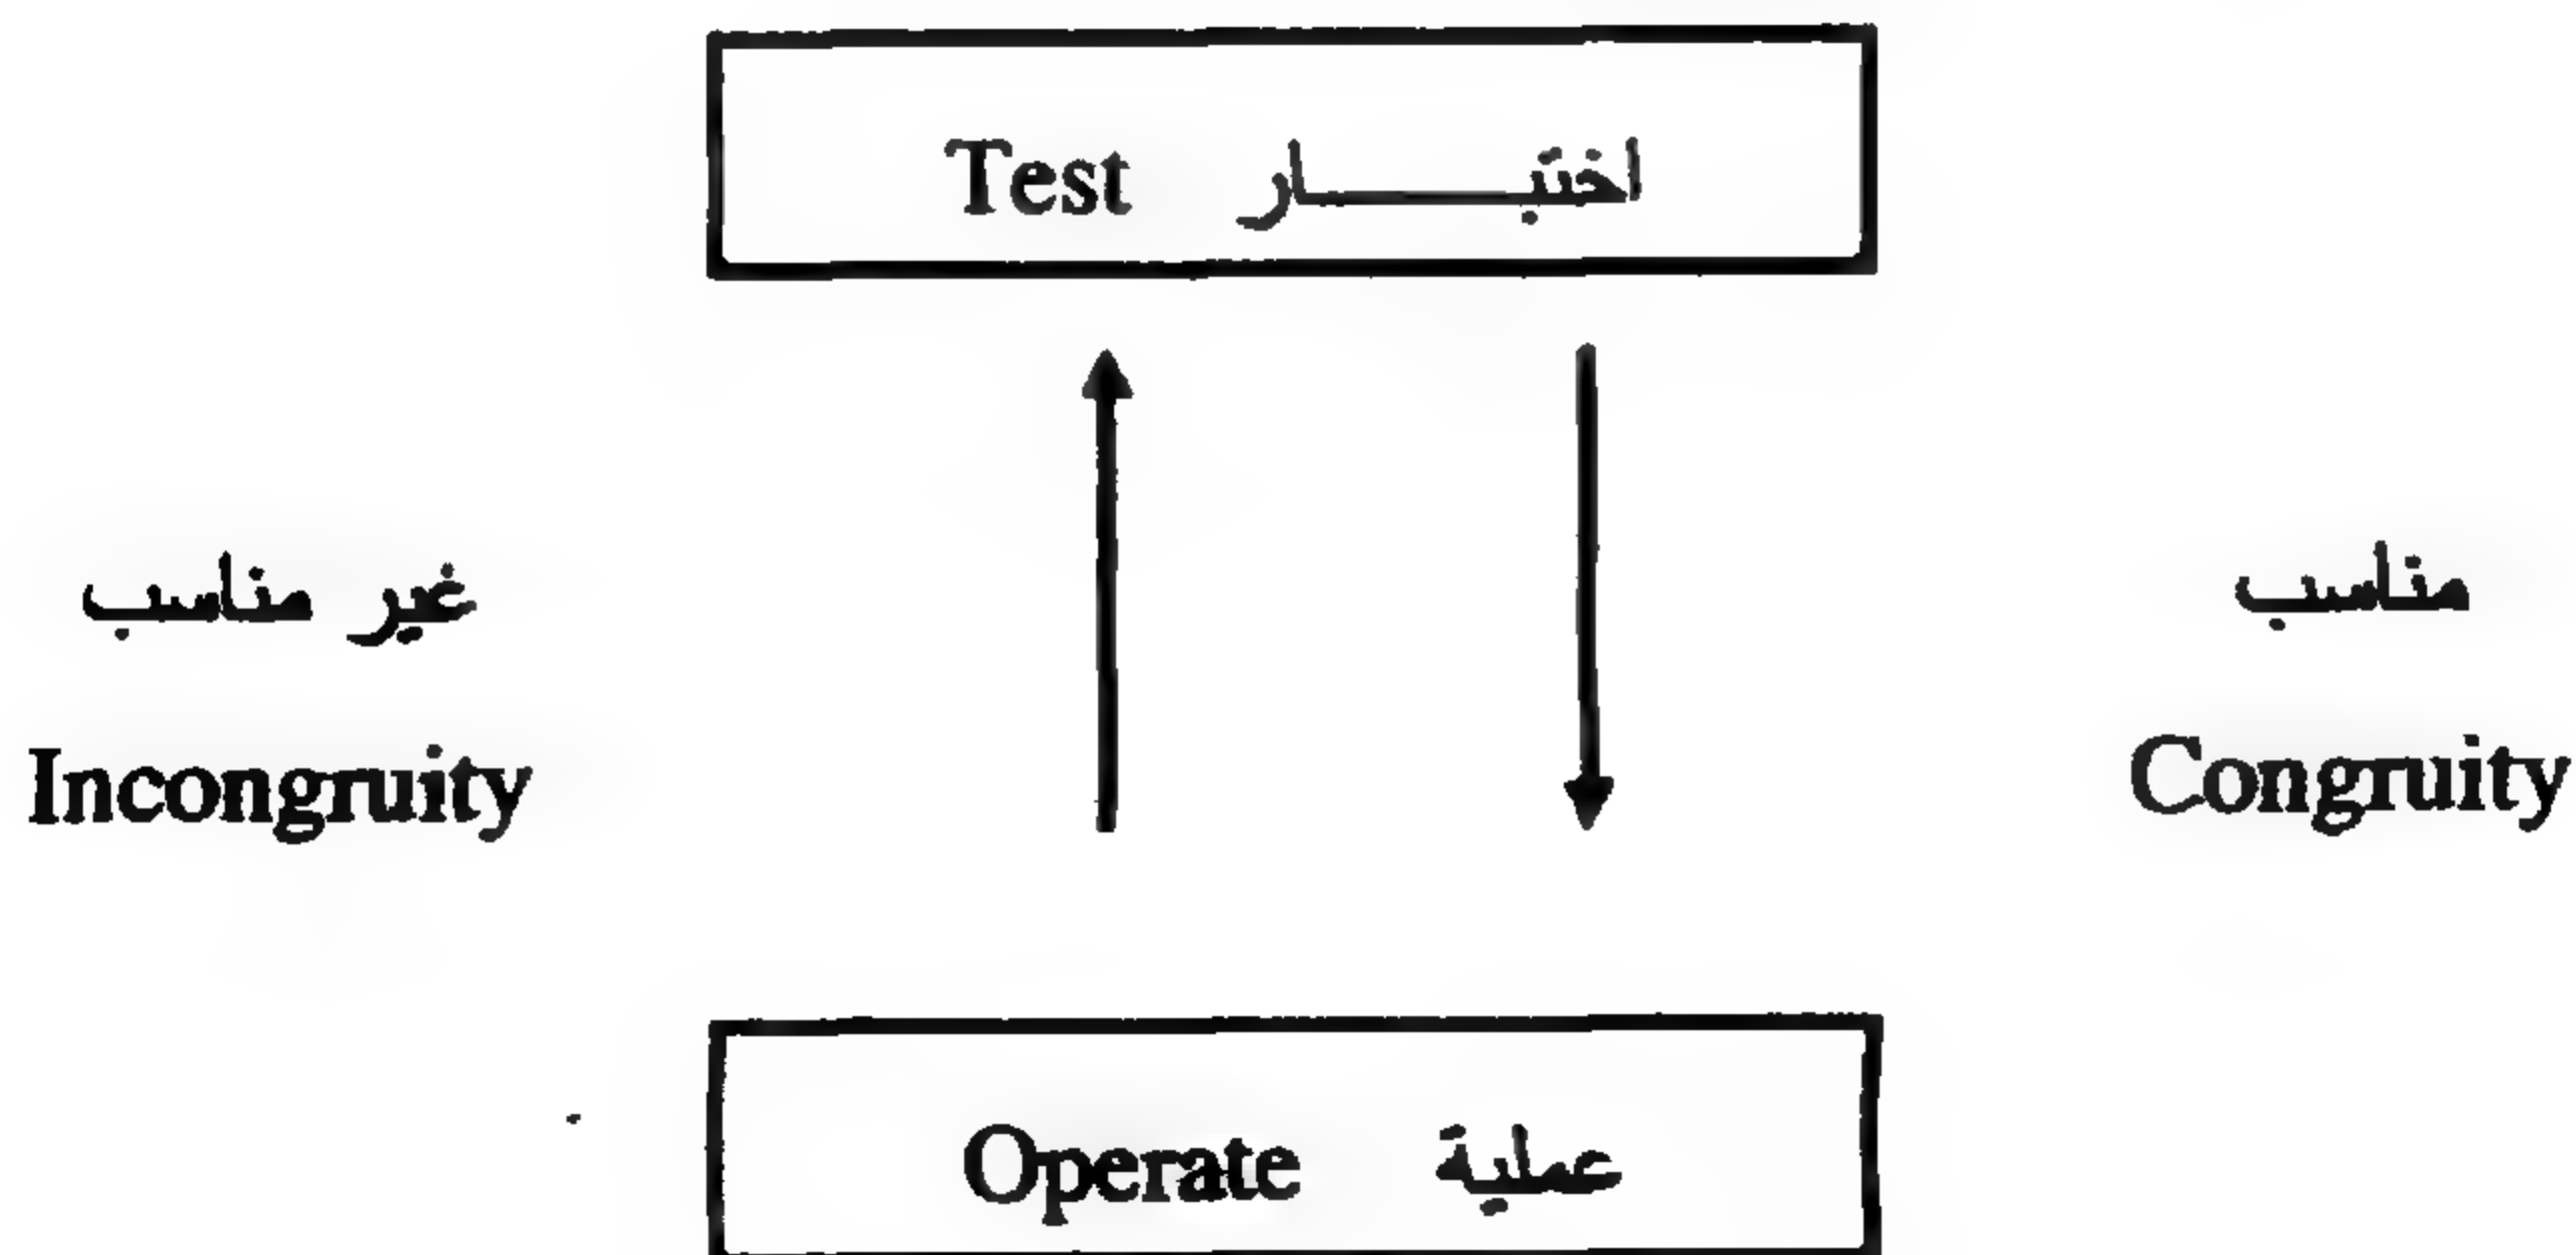 اختبـــــار Test
غير مناسب
مناسب
Incongruity
Congruity
عملية Operate